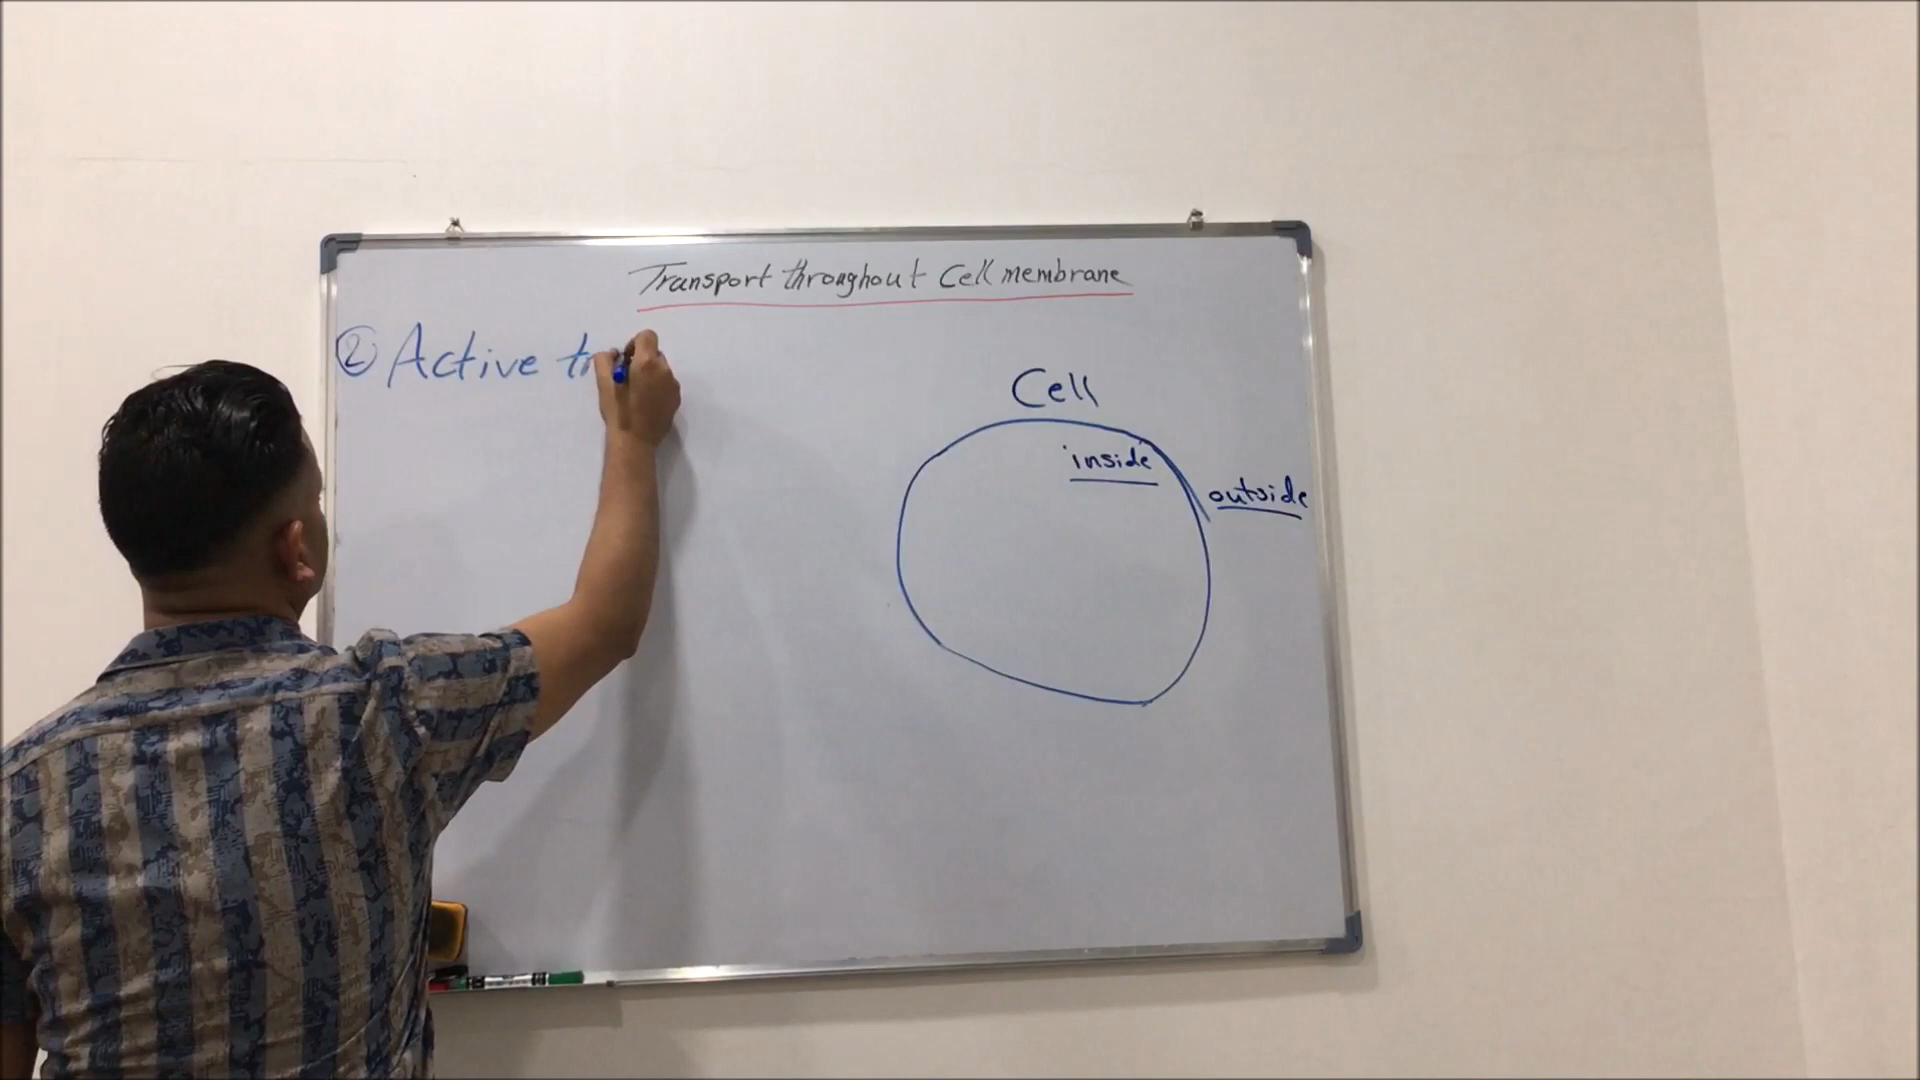 Transport throughout Cell membrane
② Active tr
Cell
inside
outside